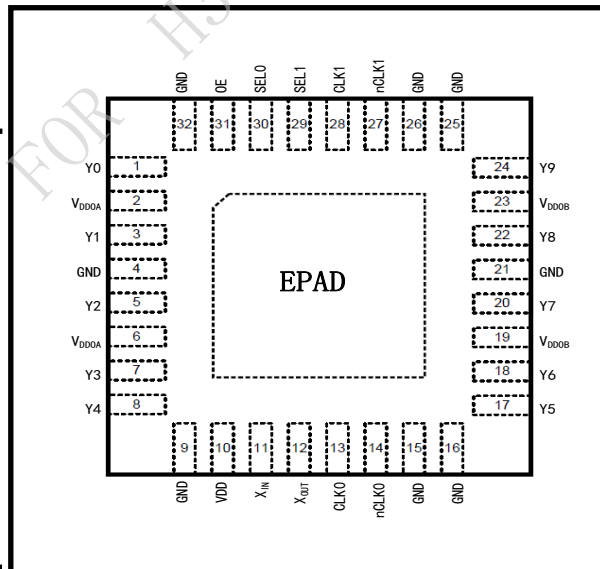 FOR H3
GND OE SEL0 SEL1 CLK1 nCLK1 GND GND
32 31 30 29 28 27 26 25
Y0 1 24 Y9
VDDOA 2 23 VDDOB
Y1 3 22 Y8
GND 4 21 GND
EPAD
Y2 5 20 Y7
VDDOA 6 19 VDDOB
Y3 7 18 Y6
Y4 8 17 Y5
9 10 11 12 13 14 15 16
GND VDD XIN XOUT CLK0 nCLK0 GND GND